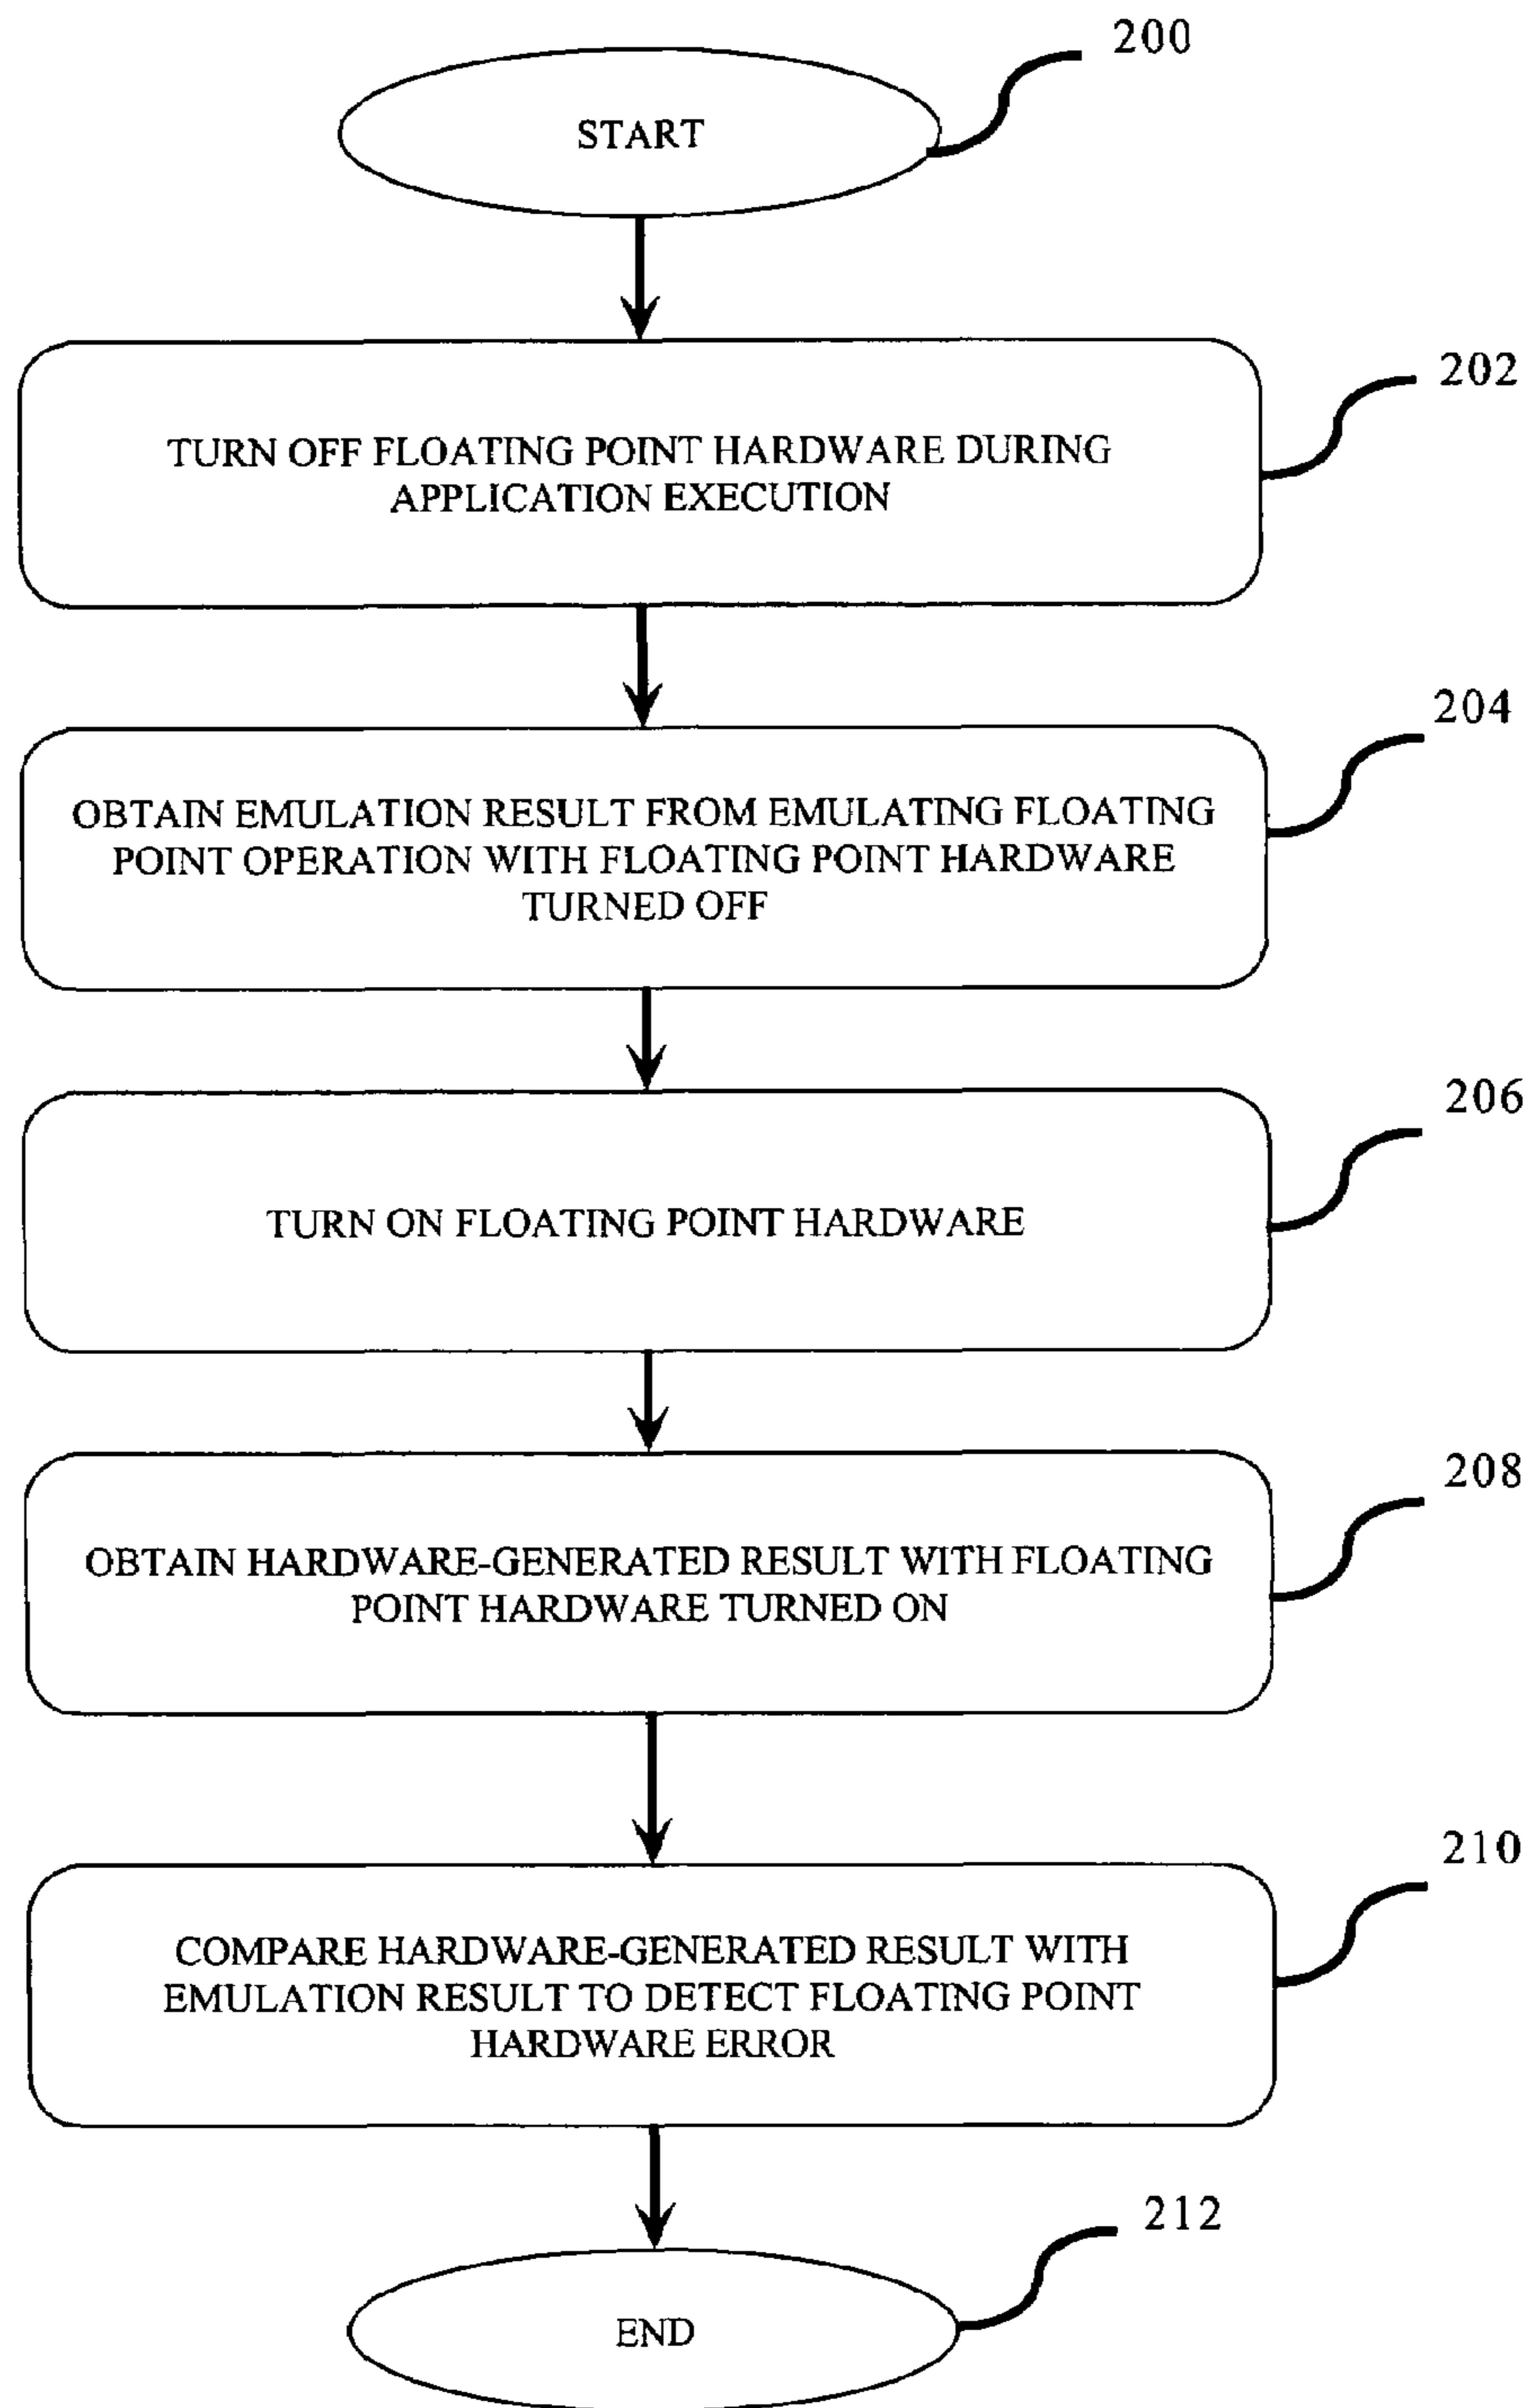 200
START
202
TURN OFF FLOATING POINT HARDWARE DURING
APPLICATION EXECUTION
204
OBTAIN EMULATION RESULT FROM EMULATING FLOATING
POINT OPERATION WITH FLOATING POINT HARDWARE
TURNED OFF
206
TURN ON FLOATING POINT HARDWARE
208
OBTAIN HARDWARE-GENERATED RESULT WITH FLOATING
POINT HARDWARE TURNED ON
210
COMPARE HARDWARE-GENERATED RESULT WITH
EMULATION RESULT TO DETECT FLOATING POINT
HARDWARE ERROR
212
END